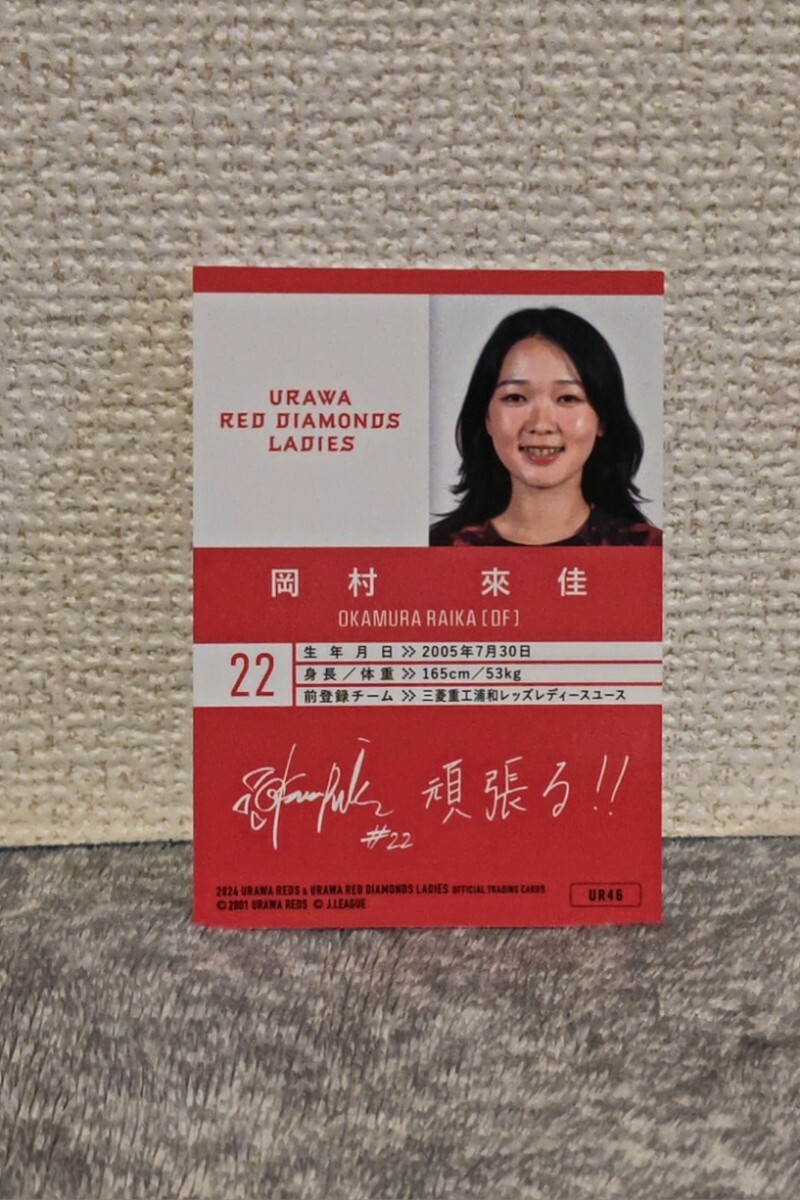 URAWA
RED DIAMONDS
LADIES
岡村 來佳
OKAMURA RAIKA [DF]
22
生年月日 ≫ 2005年7月30日
身長／体重 ≫ 165cm／53kg
前登録チーム ≫ 三菱重工浦和レッズレディースユース
#22
頑張る!!
2024 URAWA REDS & URAWA RED DIAMONDS LADIES OFFICIAL TRADING CARDS
© 2001 URAWA REDS © J.LEAGUE
UR46